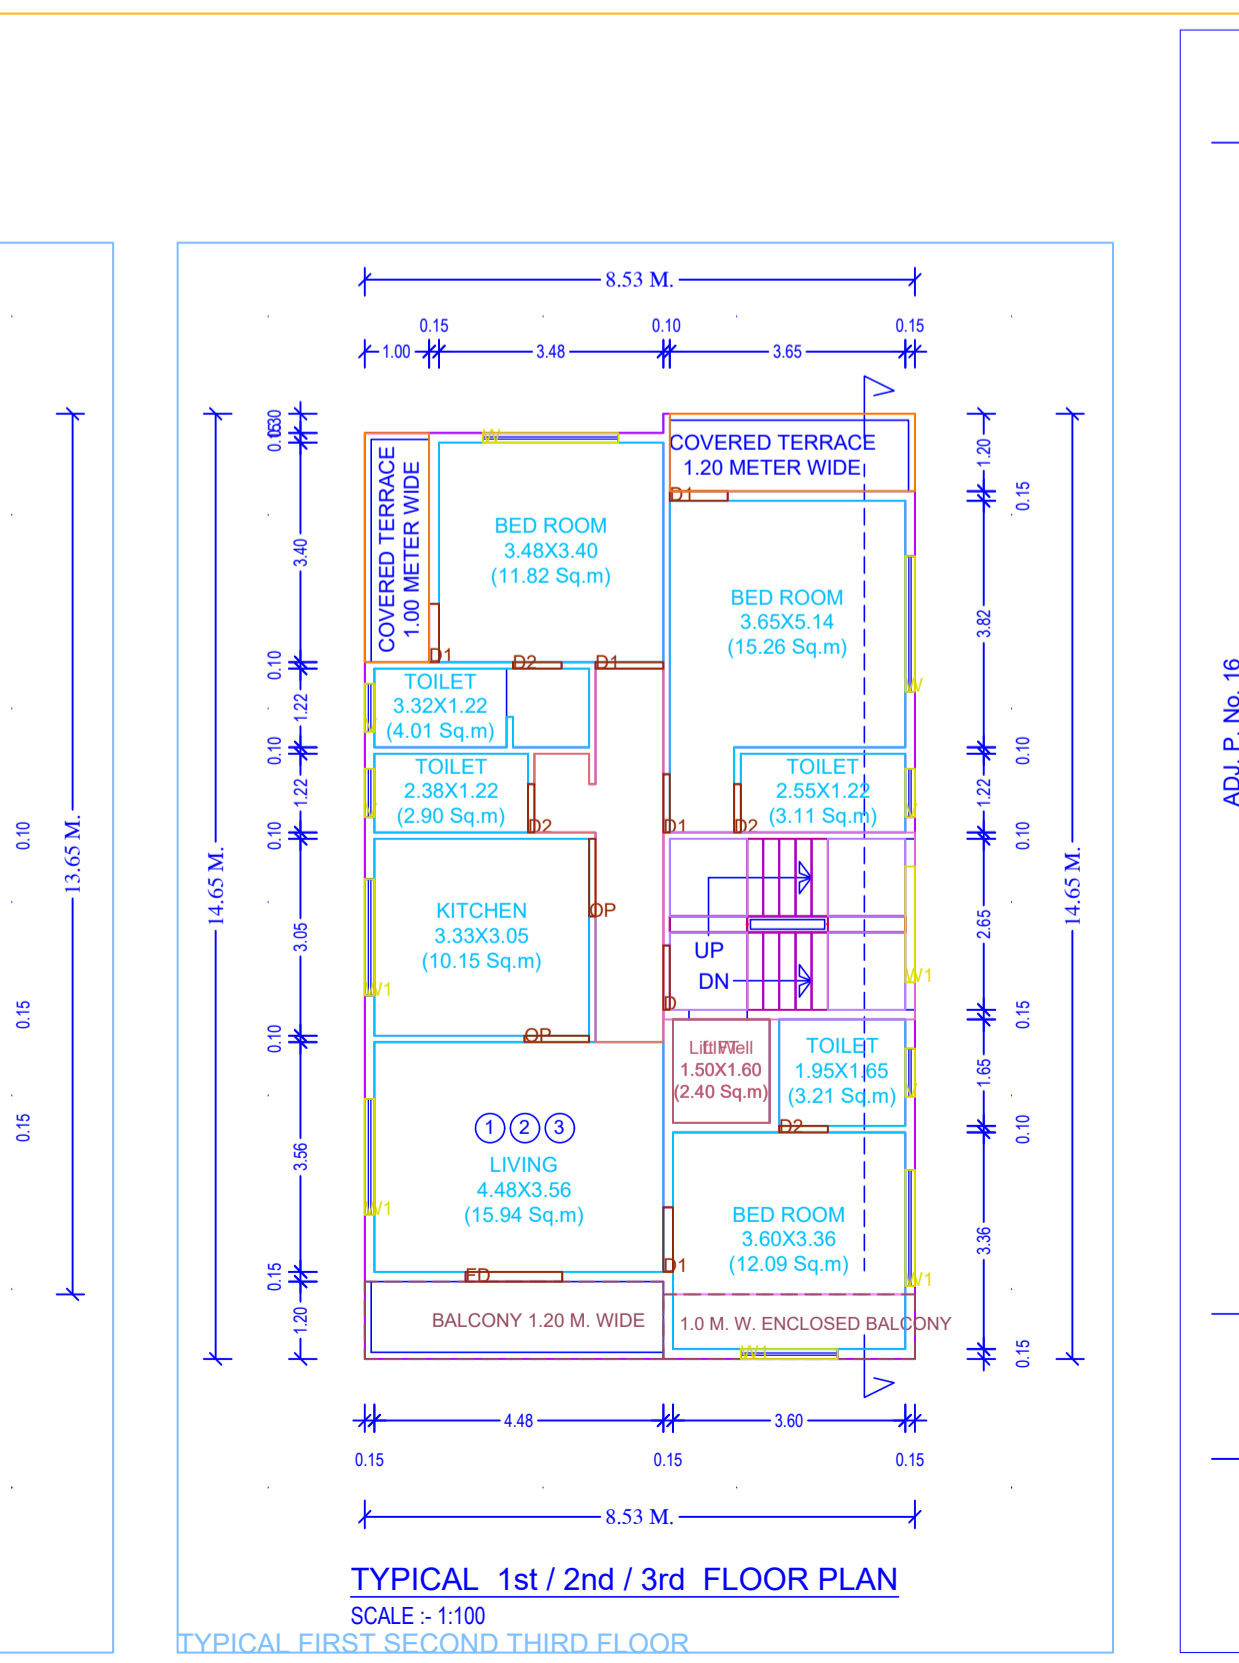 8.53 M.
0.15
0.10
0.15
1.00
3.48
3.65
COVERED TERRACE
1.20 METER WIDE
COVERED TERRACE
1.00 METER WIDE
W
D1
BED ROOM
3.48X3.40
(11.82 Sq.m)
BED ROOM
3.65X5.14
(15.26 Sq.m)
W
D1
D2
D1
TOILET
3.32X1.22
(4.01 Sq.m)
TOILET
2.38X1.22
(2.90 Sq.m)
D2
TOILET
2.55X1.22
(3.11 Sq.m)
D1
D2
KITCHEN
3.33X3.05
(10.15 Sq.m)
OP
W1
OP
UP
DN
D
W1
Lift Well
LIFT
1.50X1.60
(2.40 Sq.m)
TOILET
1.95X1.65
(3.21 Sq.m)
D2
1 2 3
LIVING
4.48X3.56
(15.94 Sq.m)
W1
BED ROOM
3.60X3.36
(12.09 Sq.m)
D1
W1
FD
BALCONY 1.20 M. WIDE
1.0 M. W. ENCLOSED BALCONY
W1
13.65 M.
0.10
0.15
0.15
14.65 M.
3.40
0.10
1.22
0.10
1.22
0.10
3.05
0.10
3.56
0.15
1.20
1.20
0.15
3.82
0.10
1.22
0.10
2.65
0.15
1.65
0.10
3.36
0.15
14.65 M.
4.48
3.60
0.15
0.15
0.15
8.53 M.
TYPICAL 1st / 2nd / 3rd FLOOR PLAN
SCALE :- 1:100
TYPICAL FIRST SECOND THIRD FLOOR
ADJ. P. No. 16